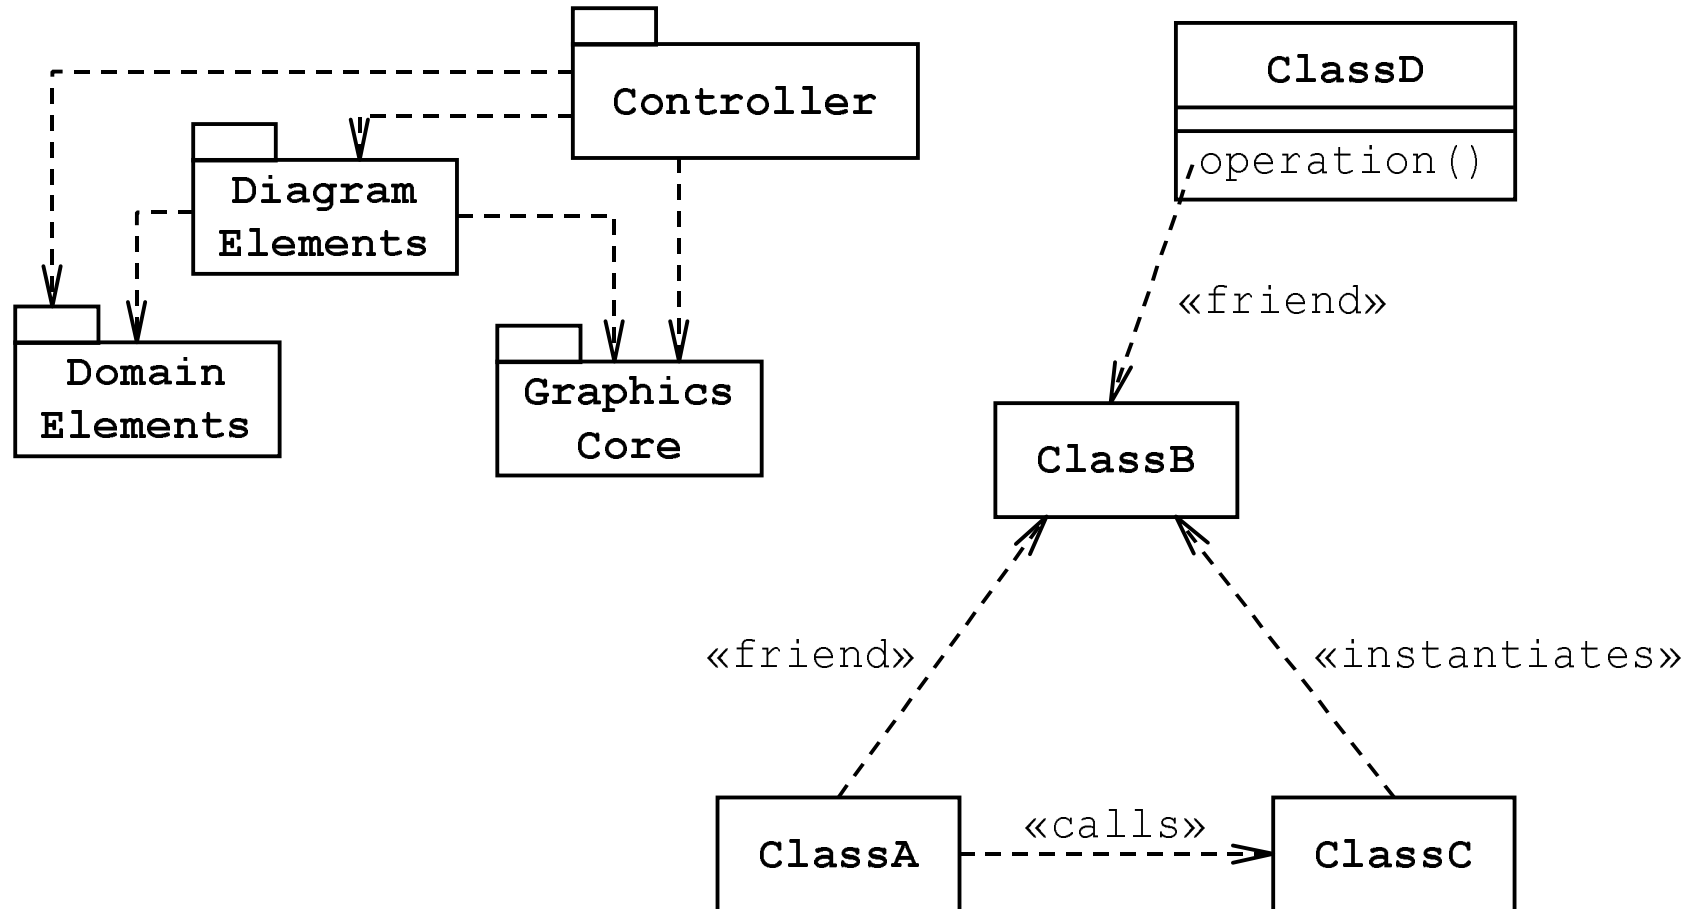 Controller
Diagram
Elements
Domain
Elements
Graphics
Core
ClassD
operation()
«friend»
ClassB
«friend»
«instantiates»
«calls»
ClassA
ClassC